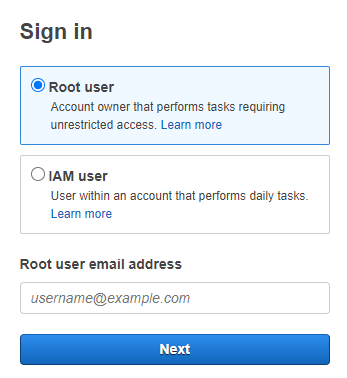 Sign in
Root user
Account owner that performs tasks requiring
unrestricted access. Learn more
IAM user
User within an account that performs daily tasks.
Learn more
Root user email address
username@example.com
Next